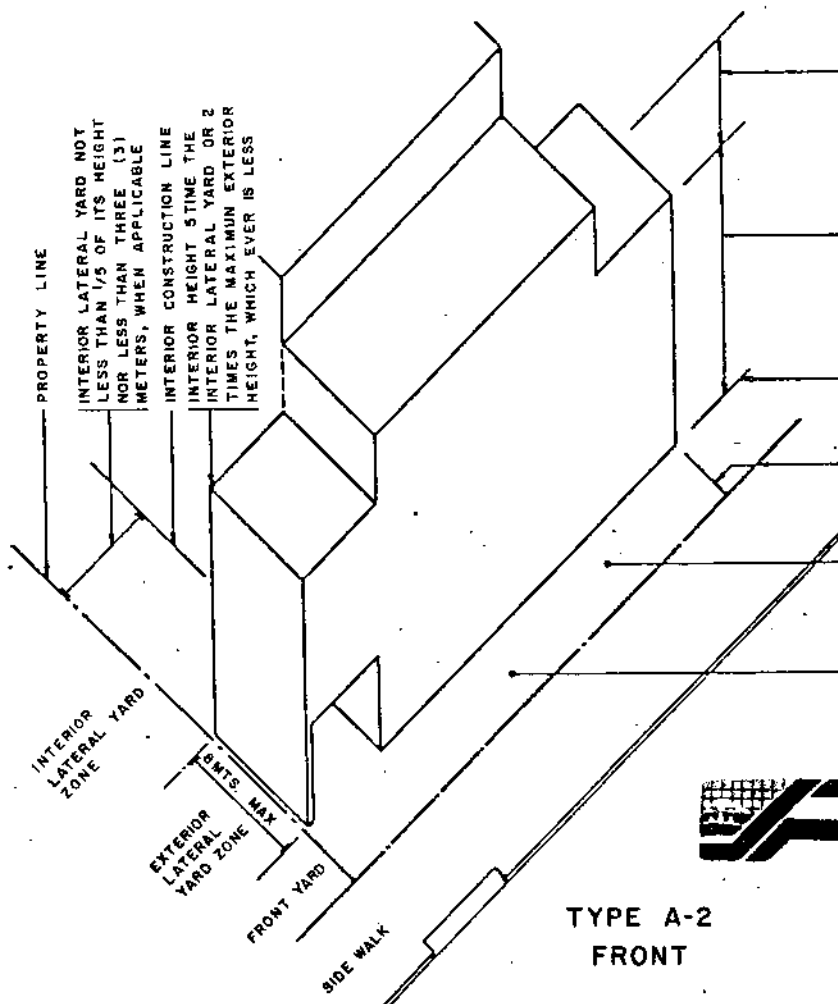 PROPERTY LINE
INTERIOR LATERAL YARD NOT
LESS THAN 1/5 OF ITS HEIGHT
NOR LESS THAN THREE (3)
METERS, WHEN APPLICABLE
INTERIOR CONSTRUCTION LINE
INTERIOR HEIGHT 5TIME THE
INTERIOR LATERAL YARD OR 2
TIMES THE MAXIMUN EXTERIOR
HEIGHT, WHICH EVER IS LESS
INTERIOR
LATERAL YARD
ZONE
8 MTS. MAX
EXTERIOR
LATERAL
YARD ZONE
FRONT YARD
SIDE WALK
TYPE A-2
FRONT